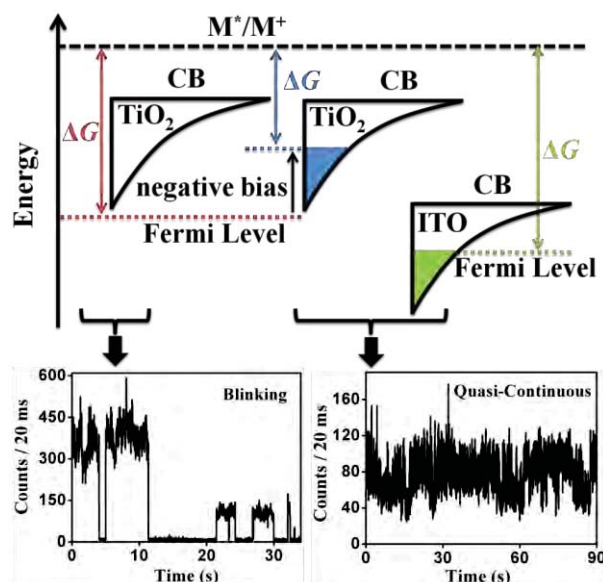 M*/M⁺
CB
ΔG
CB
TiO₂
TiO₂
ΔG
ΔG
CB
negative bias
ITO
Fermi Level
Fermi Level
Energy
600
Blinking
450
300
150
0
Counts / 20 ms
0 10 20 30
Time (s)
160
Quasi-Continuous
120
80
40
0
Counts / 20 ms
0 30 60 90
Time (s)